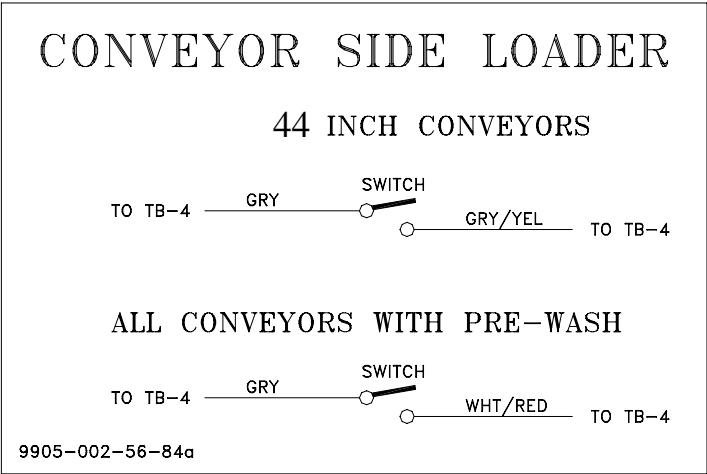 CONVEYOR SIDE LOADER
44 INCH CONVEYORS
SWITCH
TO TB-4 GRY GRY/YEL TO TB-4
ALL CONVEYORS WITH PRE-WASH
SWITCH
TO TB-4 GRY WHT/RED TO TB-4
9905-002-56-84a